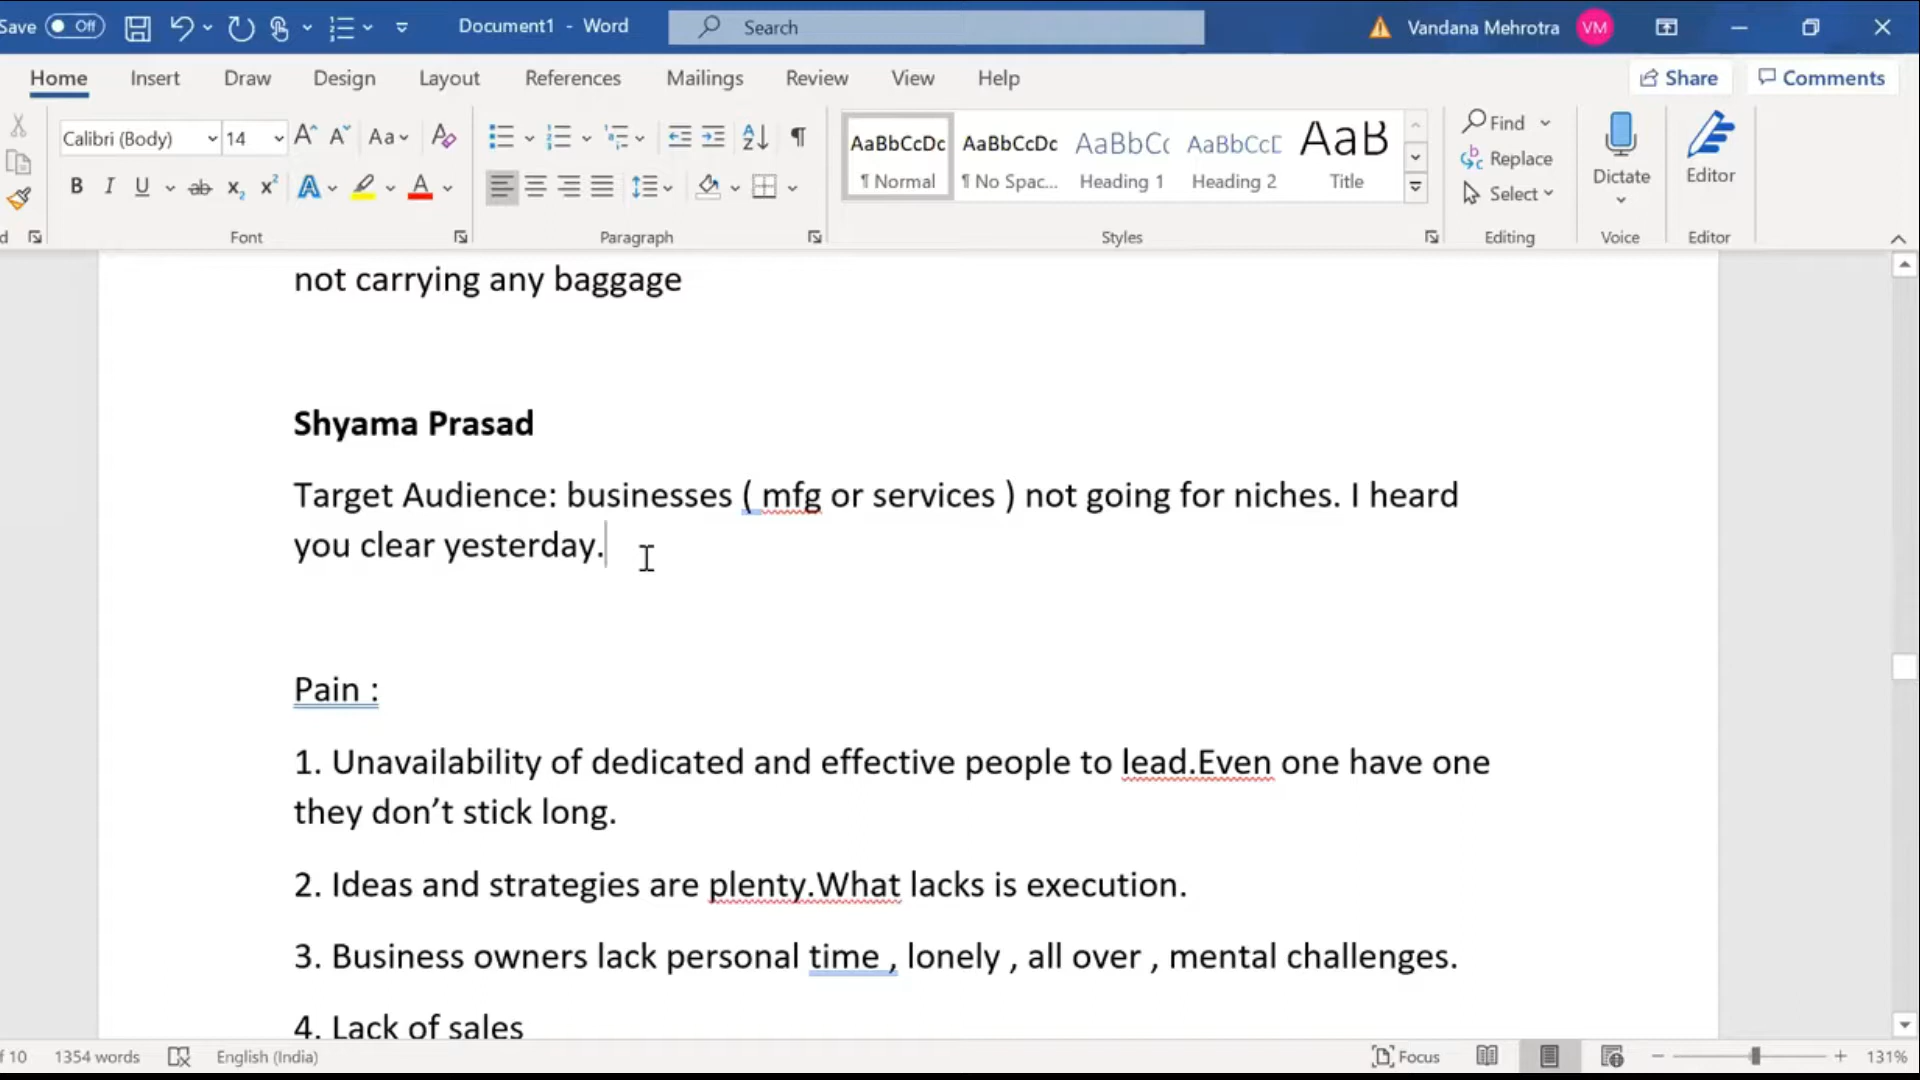 Save Off Document1 - Word Search Vandana Mehrotra VM
Home Insert Draw Design Layout References Mailings Review View Help Share Comments
Calibri (Body) 14 A A Aa A AaBbCcDc AaBbCcDc AaBbCc AaBbCcD AaB Find
Replace
B I U ab x2 x2 A A ¶ Normal ¶ No Spac... Heading 1 Heading 2 Title Select Dictate Editor
d Font Paragraph Styles Editing Voice Editor
not carrying any baggage
Shyama Prasad
Target Audience: businesses ( mfg or services ) not going for niches. I heard
you clear yesterday.
Pain :
1. Unavailability of dedicated and effective people to lead.Even one have one
they don’t stick long.
2. Ideas and strategies are plenty.What lacks is execution.
3. Business owners lack personal time , lonely , all over , mental challenges.
4. Lack of sales
f 10 1354 words English (India) Focus 131%